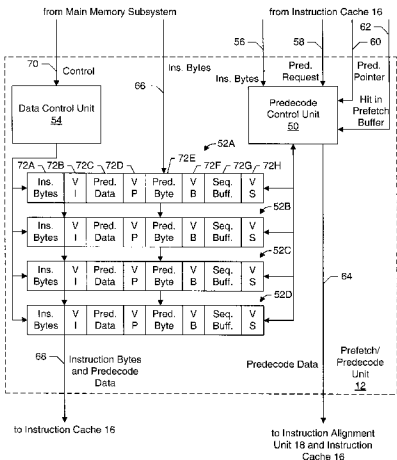 from Main Memory Subsystem
from Instruction Cache 16
56
58
62
60
70
Control
66
Ins. Bytes
Ins. Bytes
Pred. Request
Pred. Pointer
Data Control Unit
54
Predecode Control Unit
50
Hit in Prefetch Buffer
52A
72A 72B 72C 72D 72E 72F 72G 72H
Ins. Bytes V I Pred. Data V P Pred. Byte V B Seq. Buff. V S
52B
Ins. Bytes V I Pred. Data V P Pred. Byte V B Seq. Buff. V S
52C
Ins. Bytes V I Pred. Data V P Pred. Byte V B Seq. Buff. V S
52D
Ins. Bytes V I Pred. Data V P Pred. Byte V B Seq. Buff. V S
64
68
Instruction Bytes and Predecode Data
Predecode Data
Prefetch/ Predecode Unit
12
to Instruction Cache 16
to Instruction Alignment Unit 18 and Instruction Cache 16